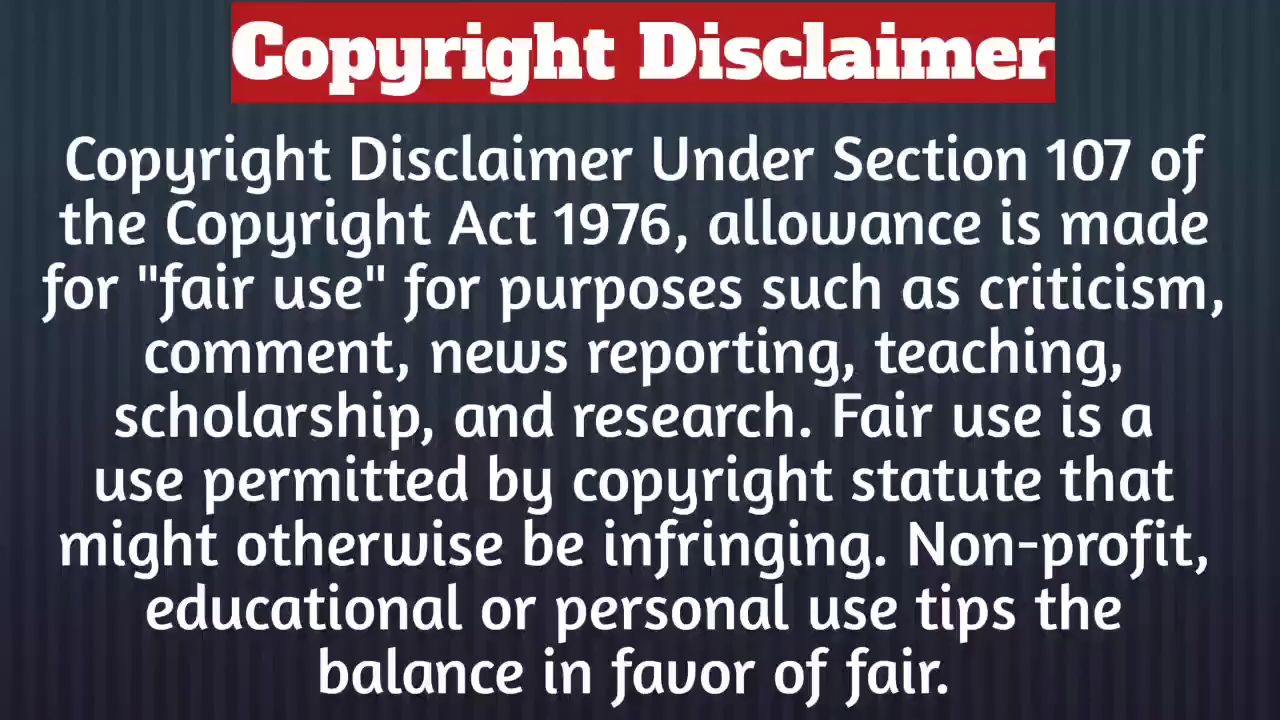 Copyright Disclaimer
Copyright Disclaimer Under Section 107 of
the Copyright Act 1976, allowance is made
for "fair use" for purposes such as criticism,
comment, news reporting, teaching,
scholarship, and research. Fair use is a
use permitted by copyright statute that
might otherwise be infringing. Non-profit,
educational or personal use tips the
balance in favor of fair.